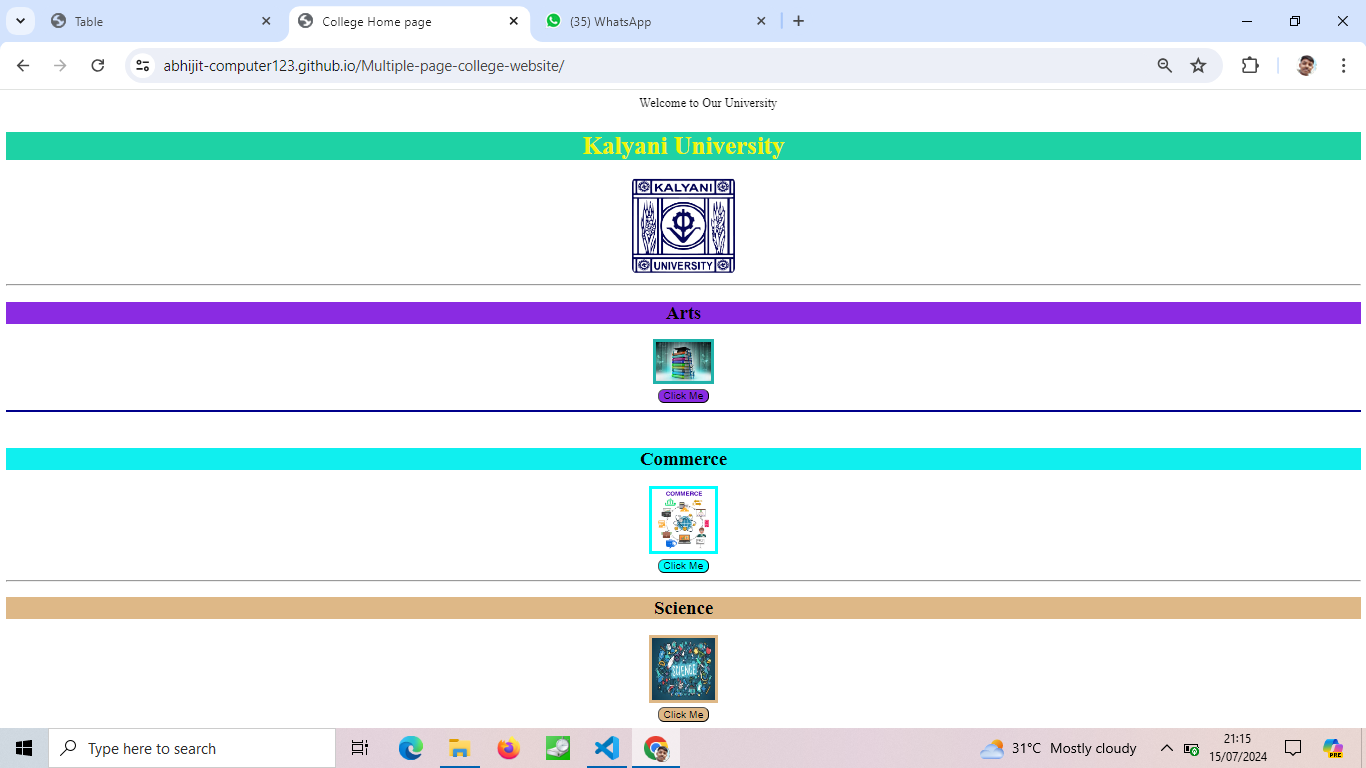 Table
College Home page
(35) WhatsApp
abhijit-computer123.github.io/Multiple-page-college-website/
Welcome to Our University
Kalyani University
KALYANI
UNIVERSITY
Arts
Click Me
Commerce
COMMERCE
Click Me
Science
SCIENCE
Click Me
Type here to search
31°C Mostly cloudy
21:15
15/07/2024
PRE